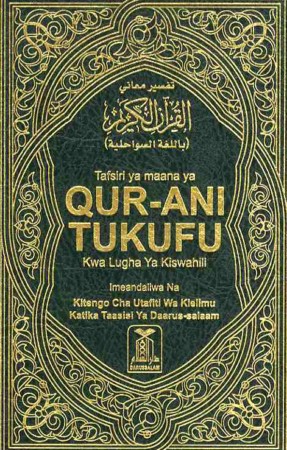 تفسير معاني
القرآن الكريم
(باللغة السواحلية)
Tafsiri ya maana ya
QUR-ANI
TUKUFU
Kwa Lugha Ya Kiswahili
Imeandaliwa Na
Kitengo Cha Utafiti Wa Kiislimu
Katika Taasisi Ya Daarus-salaam
DARUSSALAM